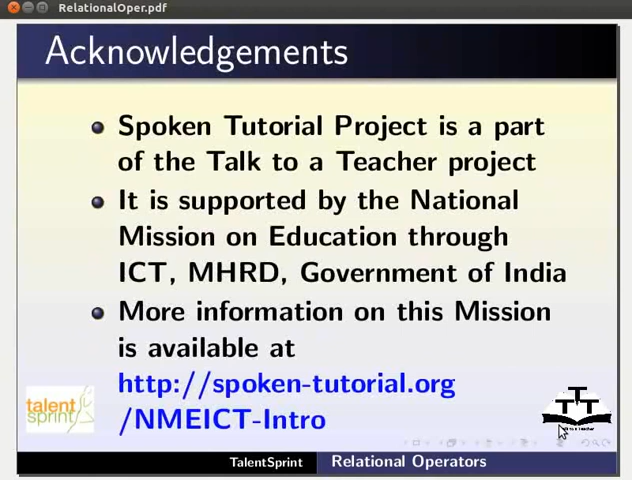 RelationalOper.pdf
Acknowledgements
Spoken Tutorial Project is a part
of the Talk to a Teacher project
It is supported by the National
Mission on Education through
ICT, MHRD, Government of India
More information on this Mission
is available at
http://spoken-tutorial.org
/NMEICT-Intro
talent
sprint
TalentSprint
Relational Operators